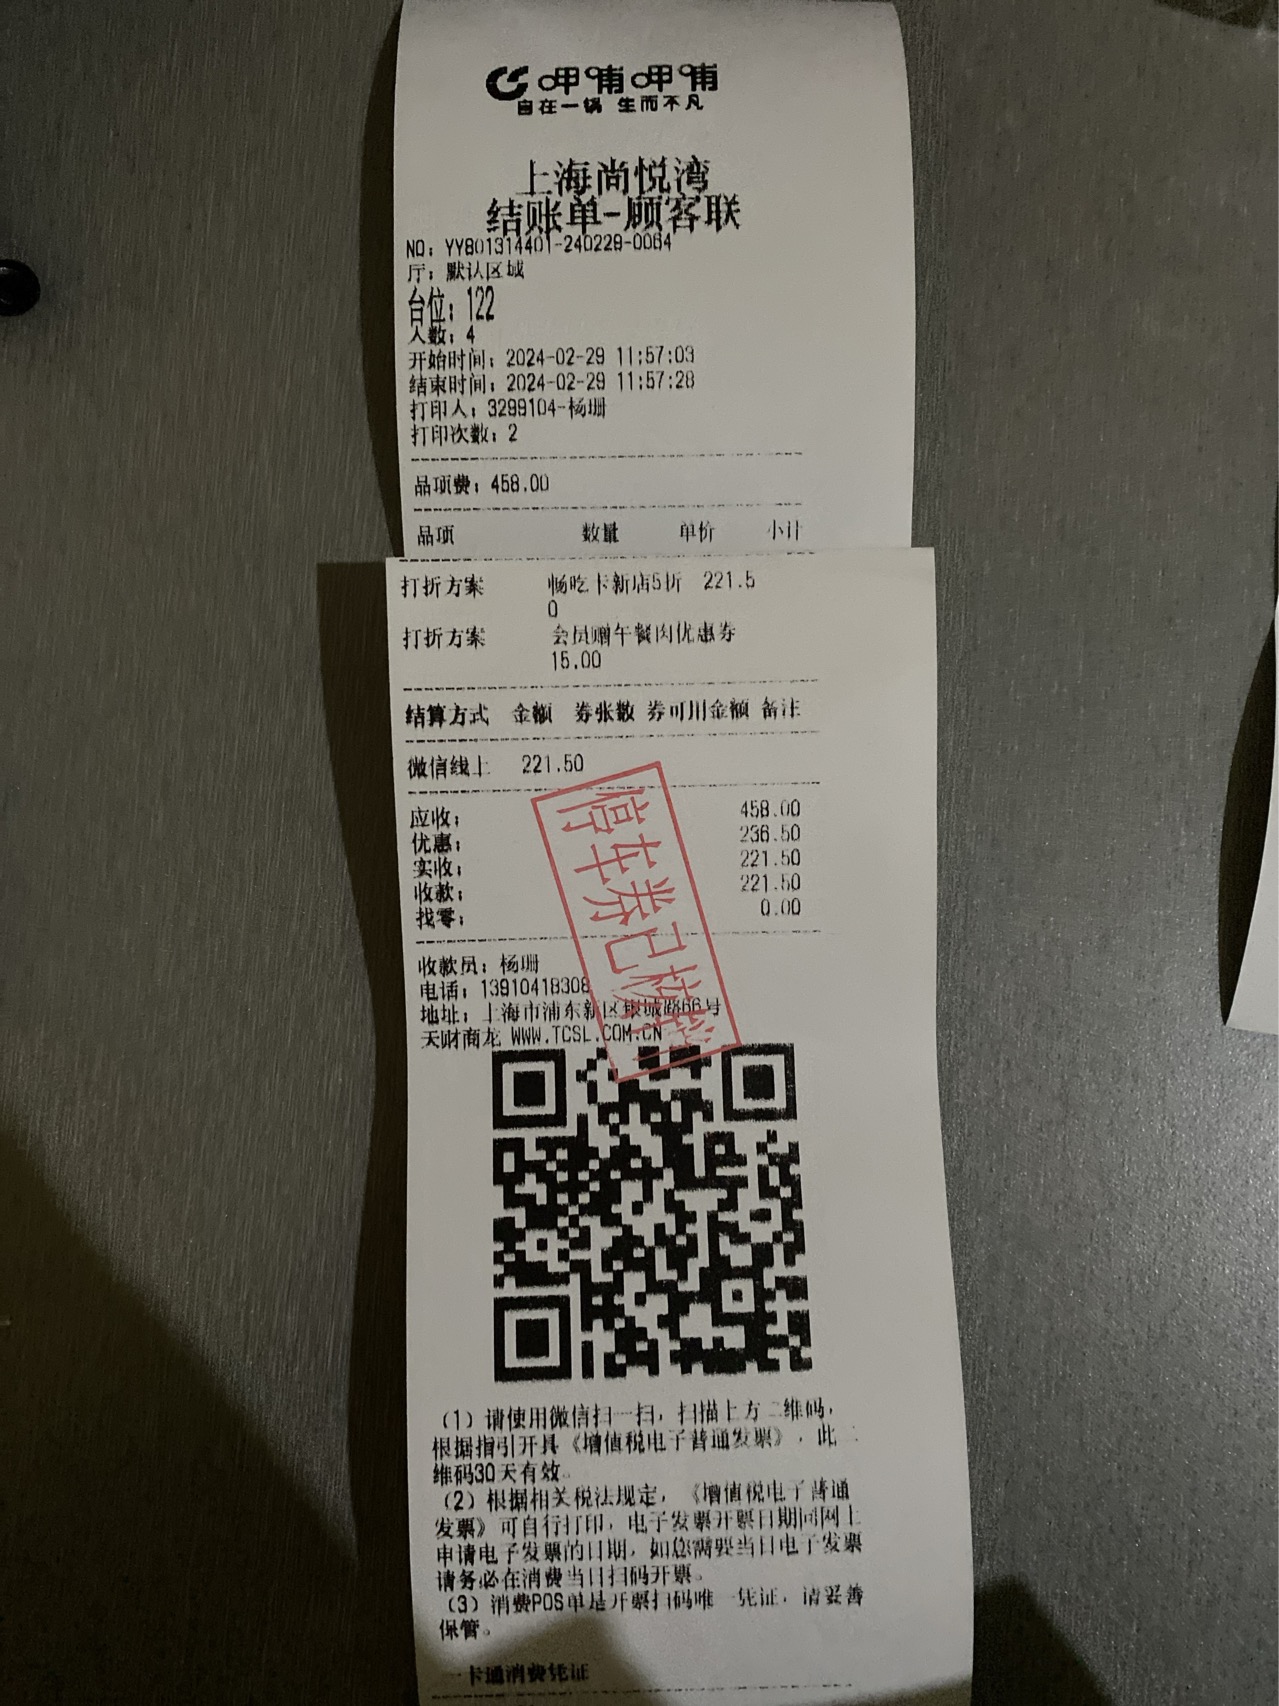 呷哺呷哺
自在一锅 生而不凡
上海尚悦湾
结账单-顾客联
NO: YY801314401-240229-0064
厅: 默认区域
台位: 122
人数: 4
开始时间: 2024-02-29 11:57:03
结束时间: 2024-02-29 11:57:28
打印人: 3299104-杨珊
打印次数: 2
品项费: 458.00
品项 数量 单价 小计
打折方案 畅吃卡新店5折 221.5
0
打折方案 会员赠午餐肉优惠券
15.00
结算方式 金额 券张数 券可用金额 备注
微信线上 221.50
应收: 458.00
优惠: 236.50
实收: 221.50
收款: 221.50
找零: 0.00
停车券已核销
收款员: 杨珊
电话: 13910418308
地址: 上海市浦东新区银城路66号
天财商龙 WWW.TCSL.COM.CN
(1) 请使用微信扫一扫, 扫描上方二维码,
根据指引开具《增值税电子普通发票》, 此二
维码30天有效。
(2) 根据相关税法规定, 《增值税电子普通
发票》可自行打印, 电子发票开票日期同网上
申请电子发票的日期, 如您需要当日电子发票
请务必在消费当日扫码开票。
(3) 消费POS单是开票扫码唯一凭证, 请妥善
保管。
一卡通消费凭证